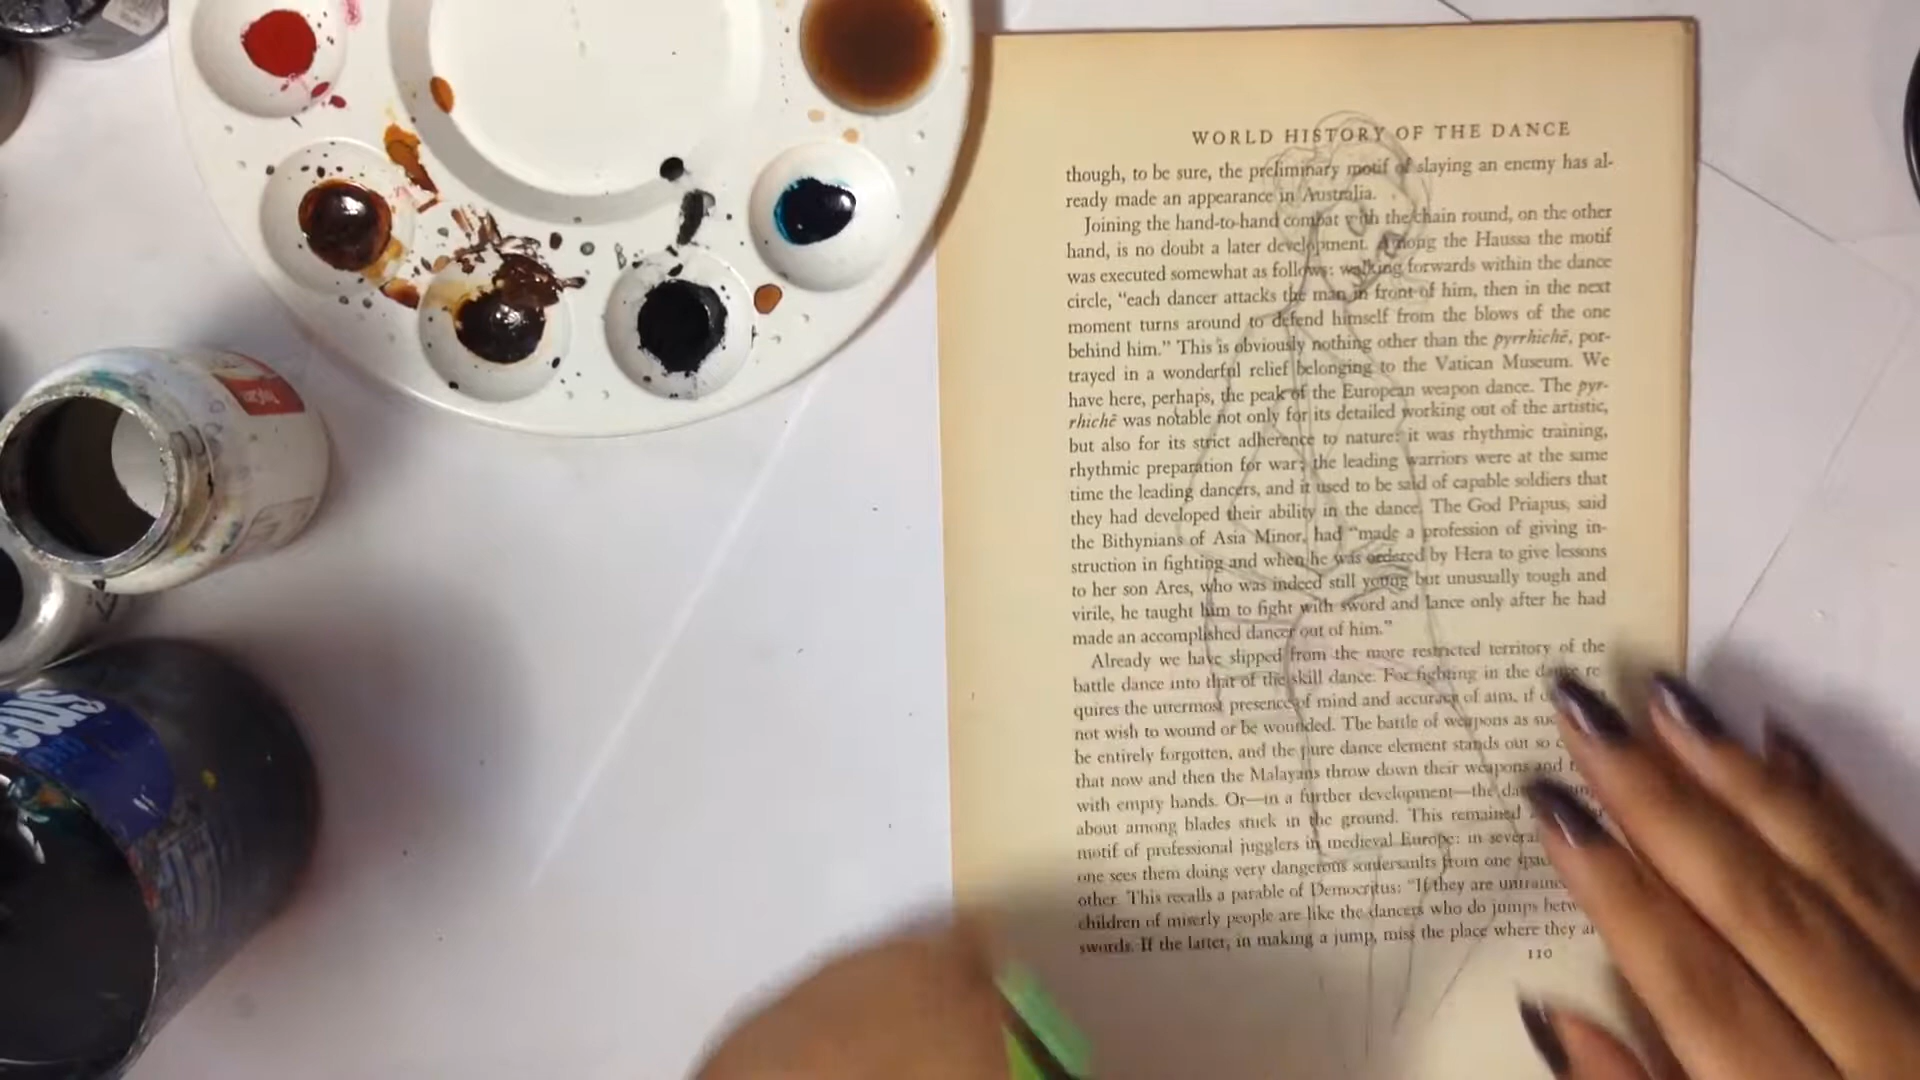 WORLD HISTORY OF THE DANCE
though, to be sure, the preliminary motif of slaying an enemy has al-
ready made an appearance in Australia.
Joining the hand-to-hand combat with the chain round, on the other
hand, is no doubt a later development. Among the Haussa the motif
was executed somewhat as follows: walking forwards within the dance
circle, “each dancer attacks the man in front of him, then in the next
moment turns around to defend himself from the blows of the one
behind him.” This is obviously nothing other than the pyrrhichē, por-
trayed in a wonderful relief belonging to the Vatican Museum. We
have here, perhaps, the peak of the European weapon dance. The pyr-
rhichē was notable not only for its detailed working out of the artistic,
but also for its strict adherence to nature: it was rhythmic training,
rhythmic preparation for war; the leading warriors were at the same
time the leading dancers, and it used to be said of capable soldiers that
they had developed their ability in the dance. The God Priapus, said
the Bithynians of Asia Minor, had “made a profession of giving in-
struction in fighting and when he was ordered by Hera to give lessons
to her son Ares, who was indeed still young but unusually tough and
virile, he taught him to fight with sword and lance only after he had
made an accomplished dancer out of him.”
Already we have slipped from the more restricted territory of the
battle dance into that of the skill dance. For fighting in the dance re
quires the uttermost presence of mind and accuracy of aim, if
not wish to wound or be wounded. The battle of weapons as
be entirely forgotten, and the pure dance element stands out so
that now and then the Malayans throw down their weapons and
with empty hands. Or—in a further development—the
about among blades stuck in the ground. This remained
motif of professional jugglers in medieval Europe: in
one sees them doing very dangerous somersaults from one
other. This recalls a parable of Democritus: “If they are
children of miserly people are like the dancers who do jumps
swords. If the latter, in making a jump, miss the place where they
110